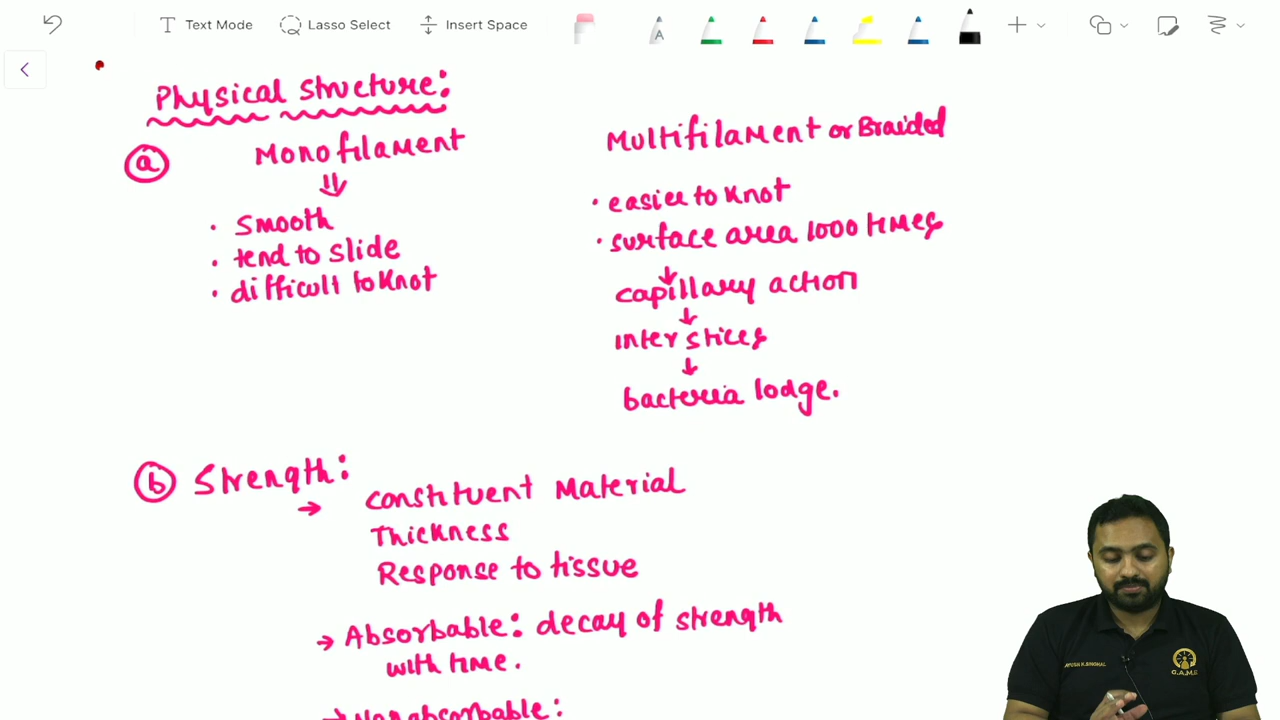 Text Mode
Lasso Select
Insert Space
Physical Structure:
a
Monofilament
• Smooth
• tend to slide
• difficult to Knot
Multifilament or Braided
• easier to Knot
• surface area 1000 times
↓
capillary action
↓
interstices
↓
bacteria lodge.
b Strength:
→ Constituent Material
Thickness
Response to tissue
→ Absorbable: decay of strength
with time.
→ Nonabsorbable:
AYUSH K.SINGHAL
G.A.M.S